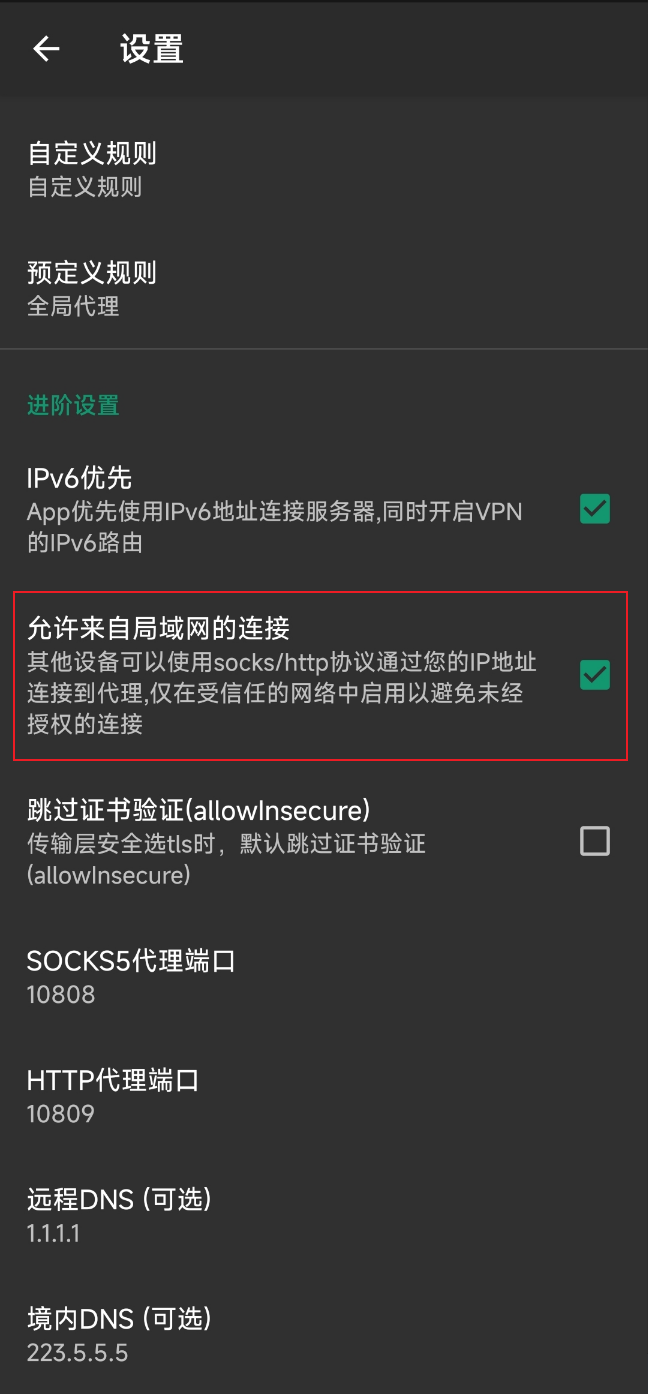 设置
自定义规则
自定义规则
预定义规则
全局代理
进阶设置
IPv6优先
App优先使用IPv6地址连接服务器,同时开启VPN
的IPv6路由
允许来自局域网的连接
其他设备可以使用socks/http协议通过您的IP地址
连接到代理,仅在受信任的网络中启用以避免未经
授权的连接
跳过证书验证(allowInsecure)
传输层安全选tls时，默认跳过证书验证
(allowInsecure)
SOCKS5代理端口
10808
HTTP代理端口
10809
远程DNS (可选)
1.1.1.1
境内DNS (可选)
223.5.5.5